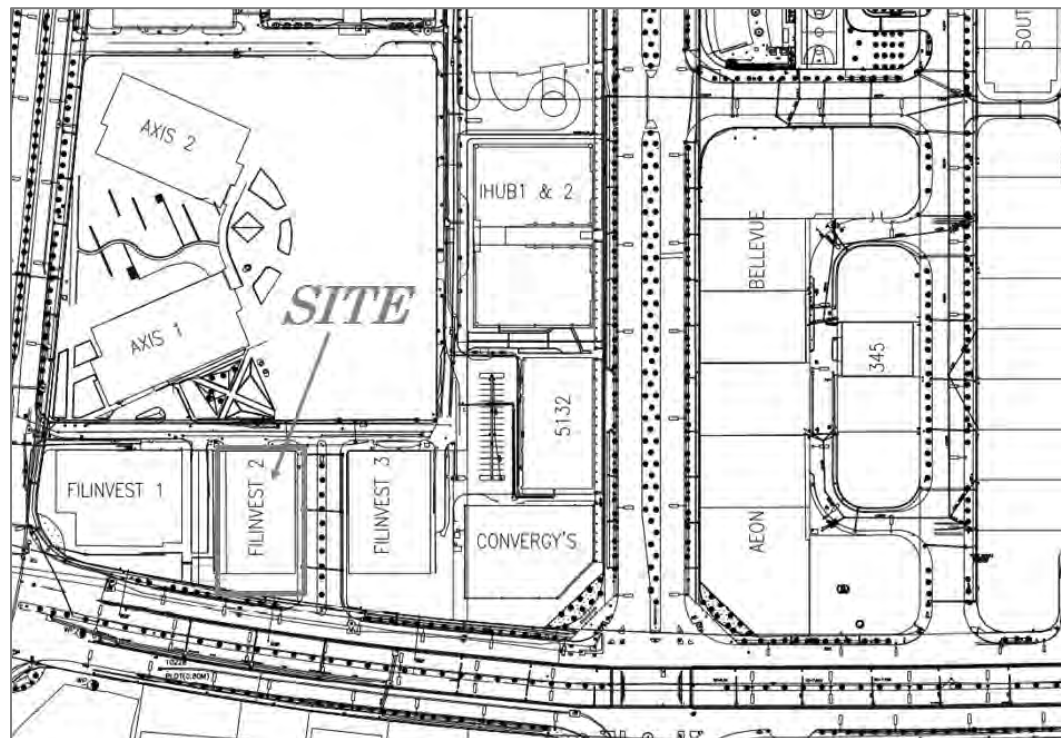 SOUT
AXIS 2
IHUB1 & 2
BELLEVUE
SITE
AXIS 1
345
5132
FILINVEST 1
FILINVEST 2
FILINVEST 3
CONVERGY'S
AEON